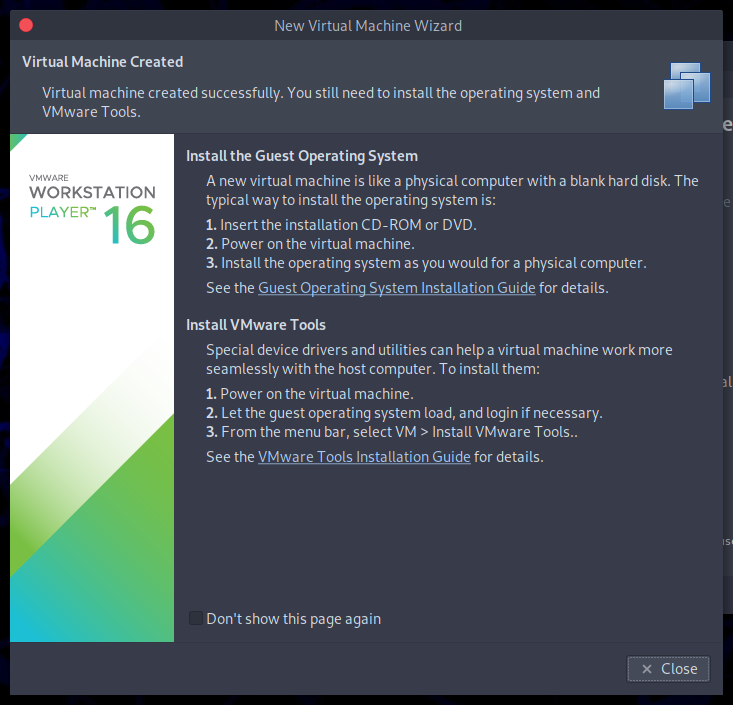 New Virtual Machine Wizard
Virtual Machine Created
Virtual machine created successfully. You still need to install the operating system and
VMware Tools.
VMWARE
WORKSTATION
PLAYER™ 16
Install the Guest Operating System
A new virtual machine is like a physical computer with a blank hard disk. The
typical way to install the operating system is:
1. Insert the installation CD-ROM or DVD.
2. Power on the virtual machine.
3. Install the operating system as you would for a physical computer.
See the Guest Operating System Installation Guide for details.
Install VMware Tools
Special device drivers and utilities can help a virtual machine work more
seamlessly with the host computer. To install them:
1. Power on the virtual machine.
2. Let the guest operating system load, and login if necessary.
3. From the menu bar, select VM > Install VMware Tools..
See the VMware Tools Installation Guide for details.
Don't show this page again
Close